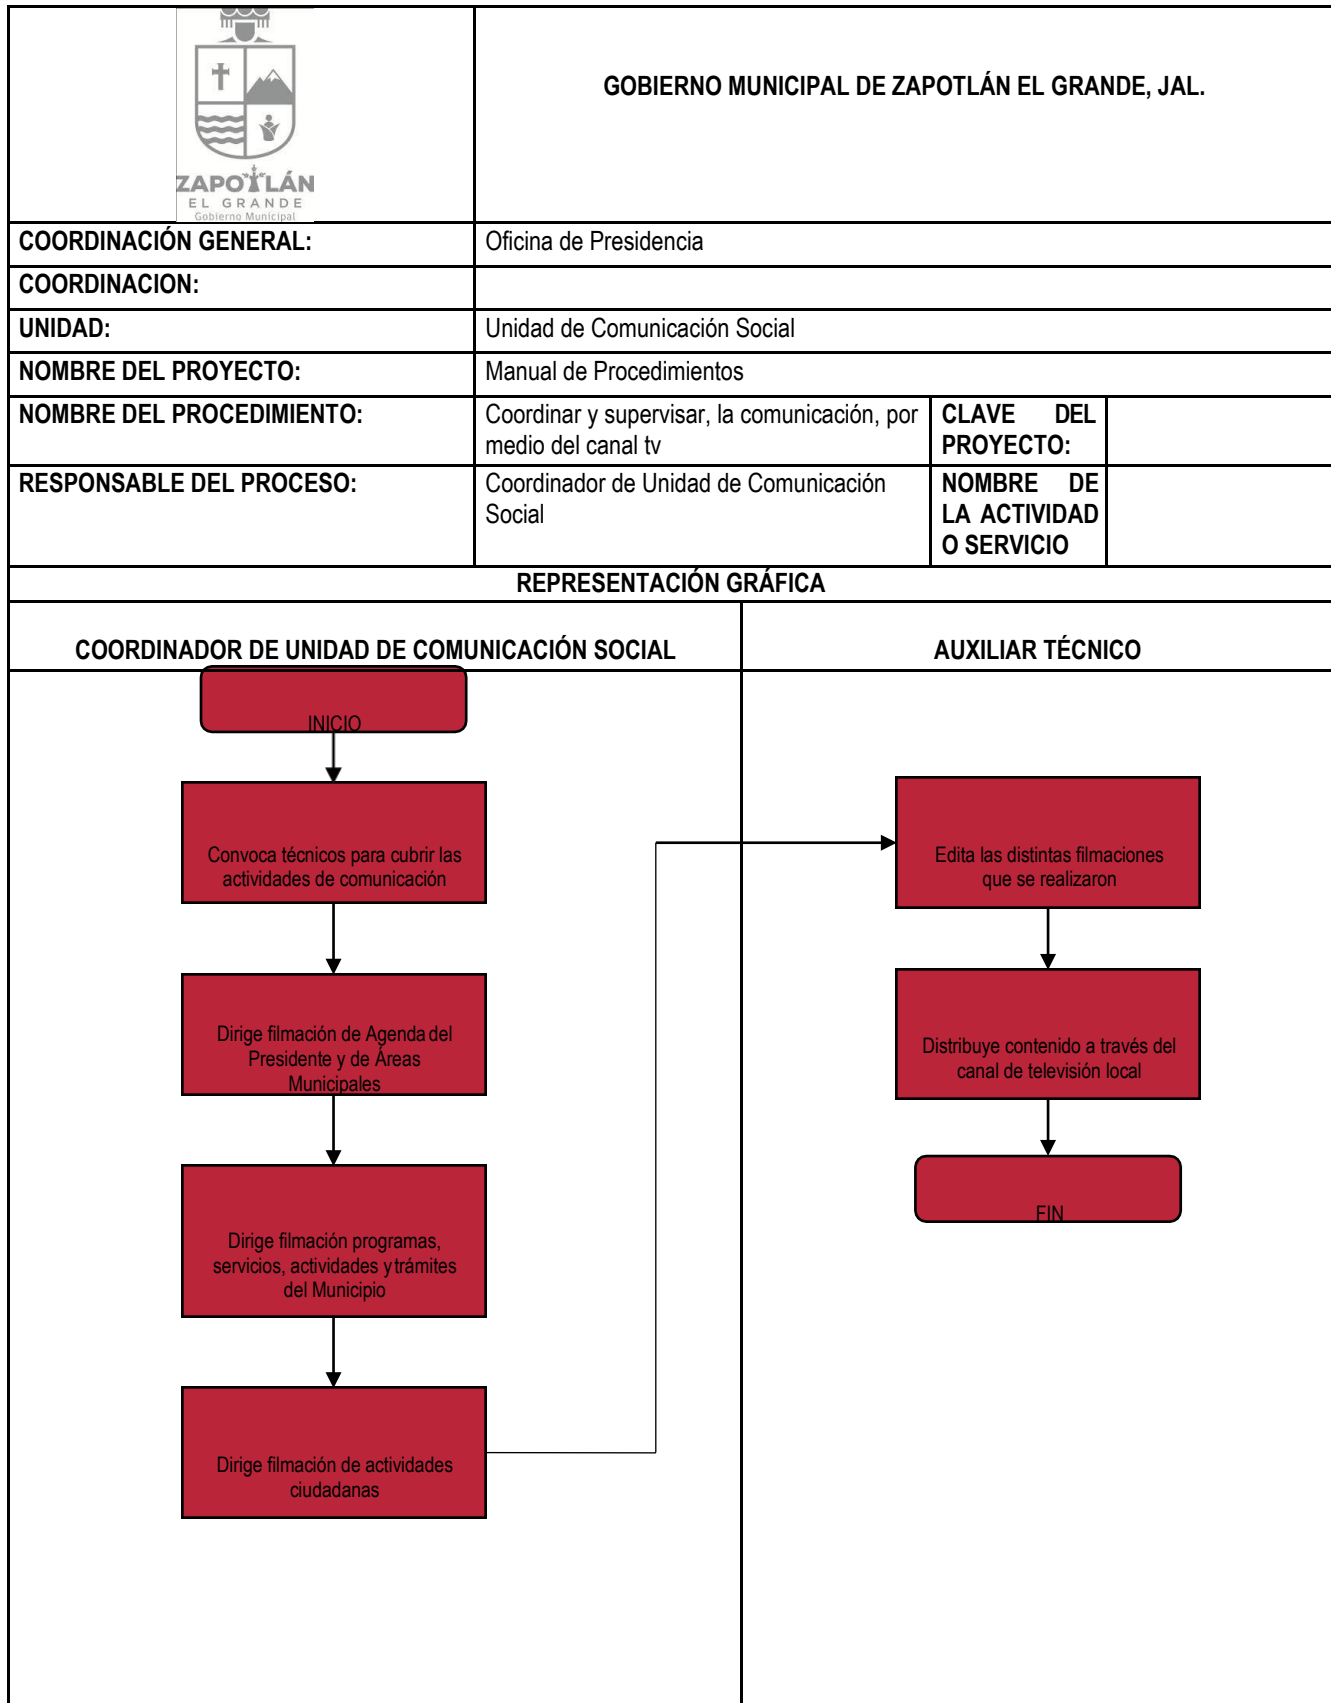 ZAPOTLÁN
EL GRANDE
Gobierno Municipal
GOBIERNO MUNICIPAL DE ZAPOTLÁN EL GRANDE, JAL.
COORDINACIÓN GENERAL:
Oficina de Presidencia
COORDINACION:
UNIDAD:
Unidad de Comunicación Social
NOMBRE DEL PROYECTO:
Manual de Procedimientos
NOMBRE DEL PROCEDIMIENTO:
Coordinar y supervisar, la comunicación, por
medio del canal tv
CLAVE DEL
PROYECTO:
RESPONSABLE DEL PROCESO:
Coordinador de Unidad de Comunicación
Social
NOMBRE DE
LA ACTIVIDAD
O SERVICIO
REPRESENTACIÓN GRÁFICA
COORDINADOR DE UNIDAD DE COMUNICACIÓN SOCIAL
AUXILIAR TÉCNICO
INICIO
Convoca técnicos para cubrir las
actividades de comunicación
Dirige filmación de Agenda del
Presidente y de Áreas
Municipales
Dirige filmación programas,
servicios, actividades y trámites
del Municipio
Dirige filmación de actividades
ciudadanas
Edita las distintas filmaciones
que se realizaron
Distribuye contenido a través del
canal de televisión local
FIN